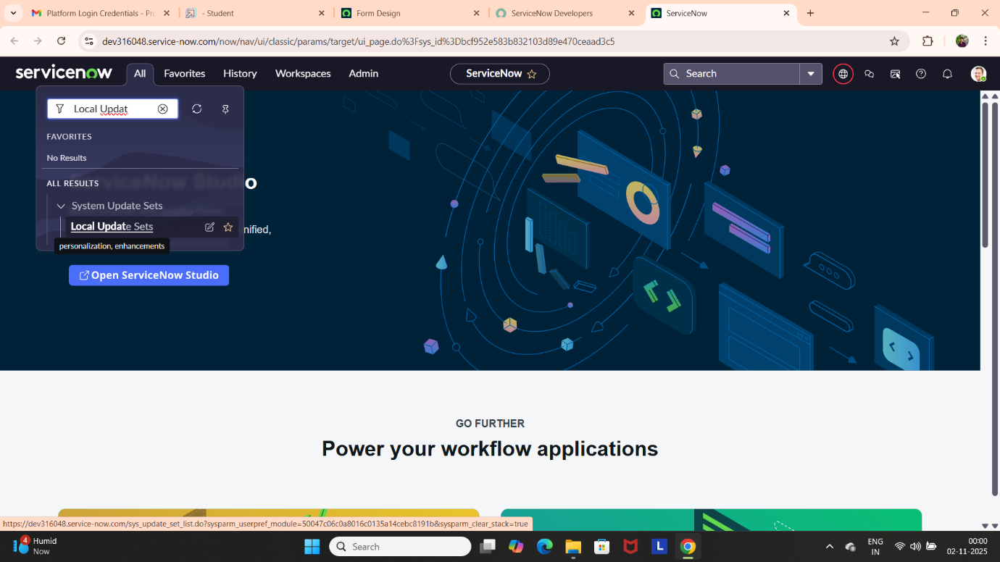 Platform Login Credentials - Pr
- Student
Form Design
ServiceNow Developers
ServiceNow
dev316048.service-now.com/now/nav/ui/classic/params/target/ui_page.do%3Fsys_id%3Dbcf952e583b832103d89e470ceaad3c5
servicenow
All
Favorites
History
Workspaces
Admin
ServiceNow
Search
Local Updat
FAVORITES
No Results
ServiceNow Studio
ALL RESULTS
System Update Sets
Local Update Sets
nified,
personalization, enhancements
Open ServiceNow Studio
GO FURTHER
Power your workflow applications
https://dev316048.service-now.com/sys_update_set_list.do?sysparm_userpref_module=50047c06c0a8016c0135a14cebc8191b&sysparm_clear_stack=true
4
Humid
Now
Search
L
ENG
IN
00:00
02-11-2025